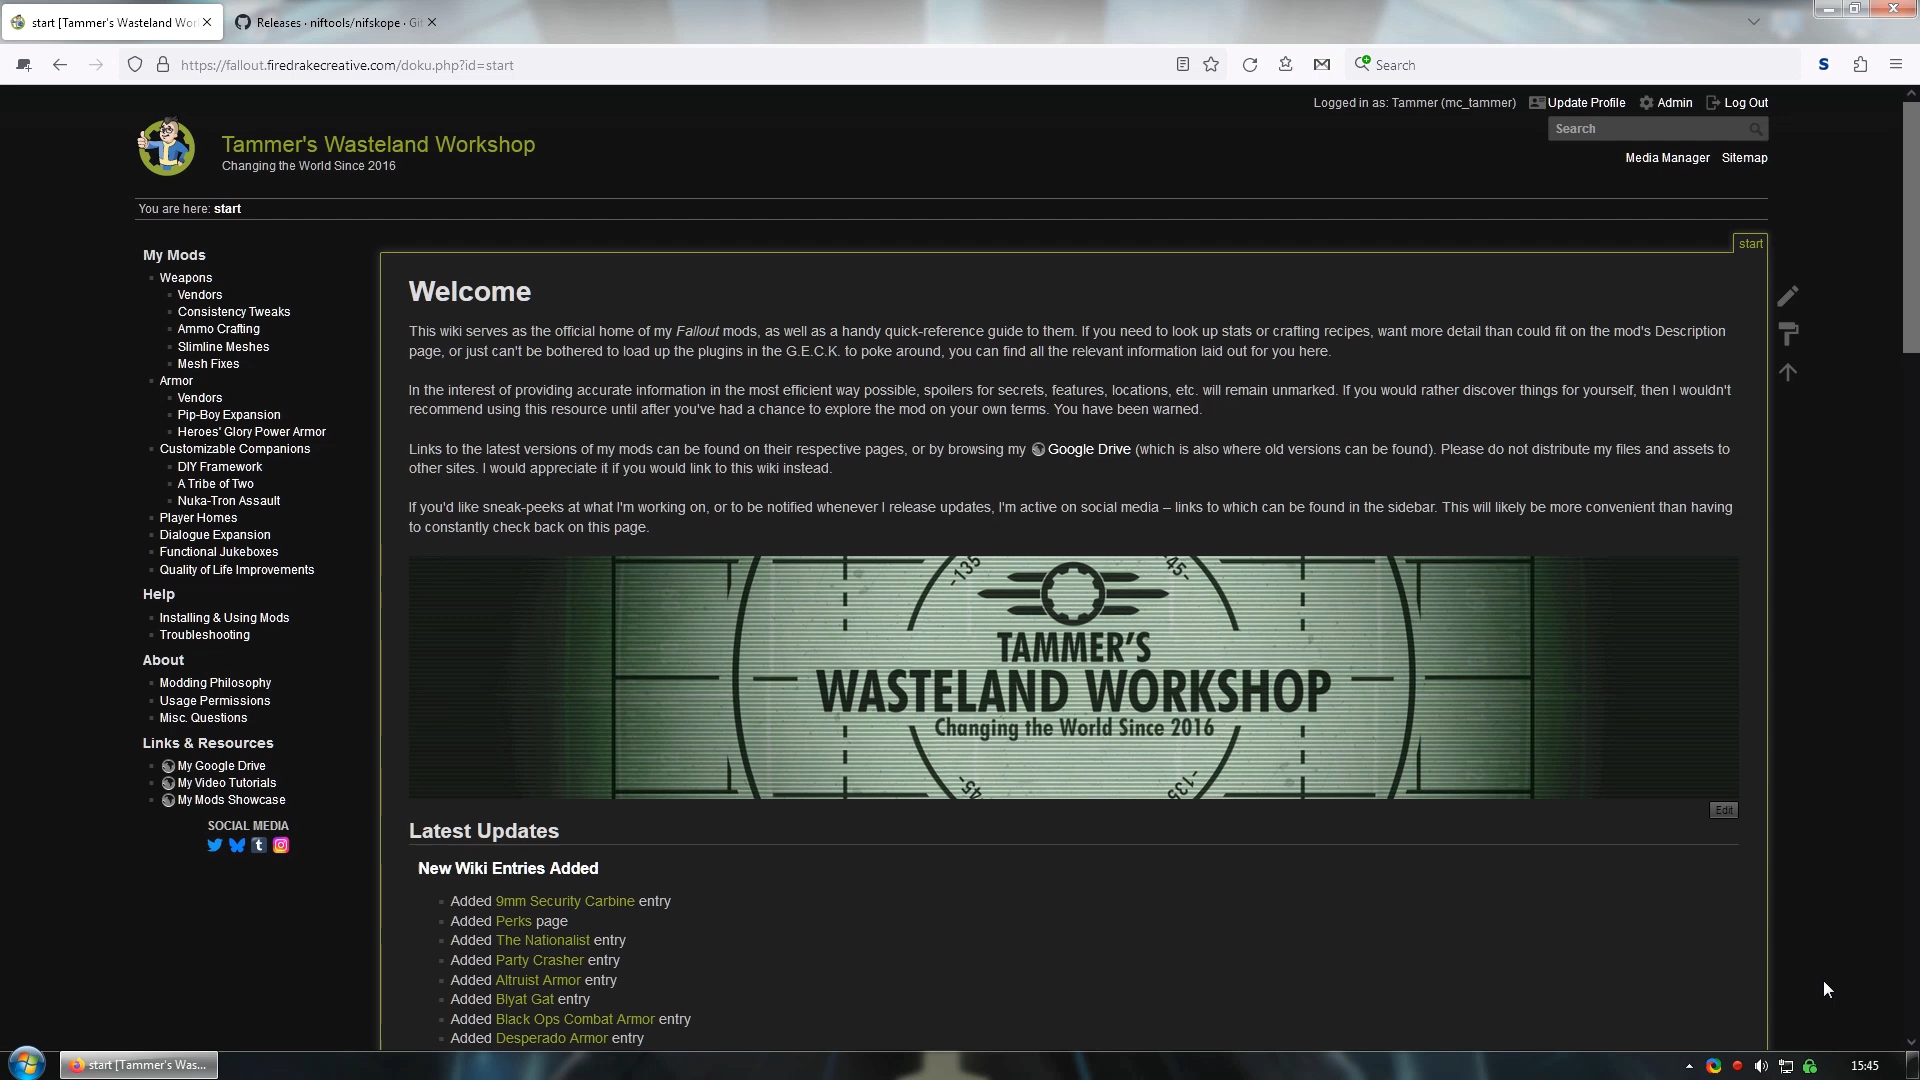 start [Tammer's Wasteland Wor
Releases · niftools/nifskope · Git
https://fallout.firedrakecreative.com/doku.php?id=start
Search
S
Logged in as: Tammer (mc_tammer)
Update Profile
Admin
Log Out
Search
Tammer's Wasteland Workshop
Changing the World Since 2016
Media Manager
Sitemap
You are here: start
start
My Mods
Weapons
Vendors
Consistency Tweaks
Ammo Crafting
Slimline Meshes
Mesh Fixes
Armor
Vendors
Pip-Boy Expansion
Heroes' Glory Power Armor
Customizable Companions
DIY Framework
A Tribe of Two
Nuka-Tron Assault
Player Homes
Dialogue Expansion
Functional Jukeboxes
Quality of Life Improvements
Help
Installing & Using Mods
Troubleshooting
About
Modding Philosophy
Usage Permissions
Misc. Questions
Links & Resources
My Google Drive
My Video Tutorials
My Mods Showcase
SOCIAL MEDIA
Welcome
This wiki serves as the official home of my Fallout mods, as well as a handy quick-reference guide to them. If you need to look up stats or crafting recipes, want more detail than could fit on the mod's Description
page, or just can't be bothered to load up the plugins in the G.E.C.K. to poke around, you can find all the relevant information laid out for you here.
In the interest of providing accurate information in the most efficient way possible, spoilers for secrets, features, locations, etc. will remain unmarked. If you would rather discover things for yourself, then I wouldn't
recommend using this resource until after you've had a chance to explore the mod on your own terms. You have been warned.
Links to the latest versions of my mods can be found on their respective pages, or by browsing my Google Drive (which is also where old versions can be found). Please do not distribute my files and assets to
other sites. I would appreciate it if you would link to this wiki instead.
If you'd like sneak-peeks at what I'm working on, or to be notified whenever I release updates, I'm active on social media – links to which can be found in the sidebar. This will likely be more convenient than having
to constantly check back on this page.
-135
45-
TAMMER'S
WASTELAND WORKSHOP
Changing the World Since 2016
-45
135-
Edit
Latest Updates
New Wiki Entries Added
Added 9mm Security Carbine entry
Added Perks page
Added The Nationalist entry
Added Party Crasher entry
Added Altruist Armor entry
Added Blyat Gat entry
Added Black Ops Combat Armor entry
Added Desperado Armor entry
start [Tammer's Was...
15:45